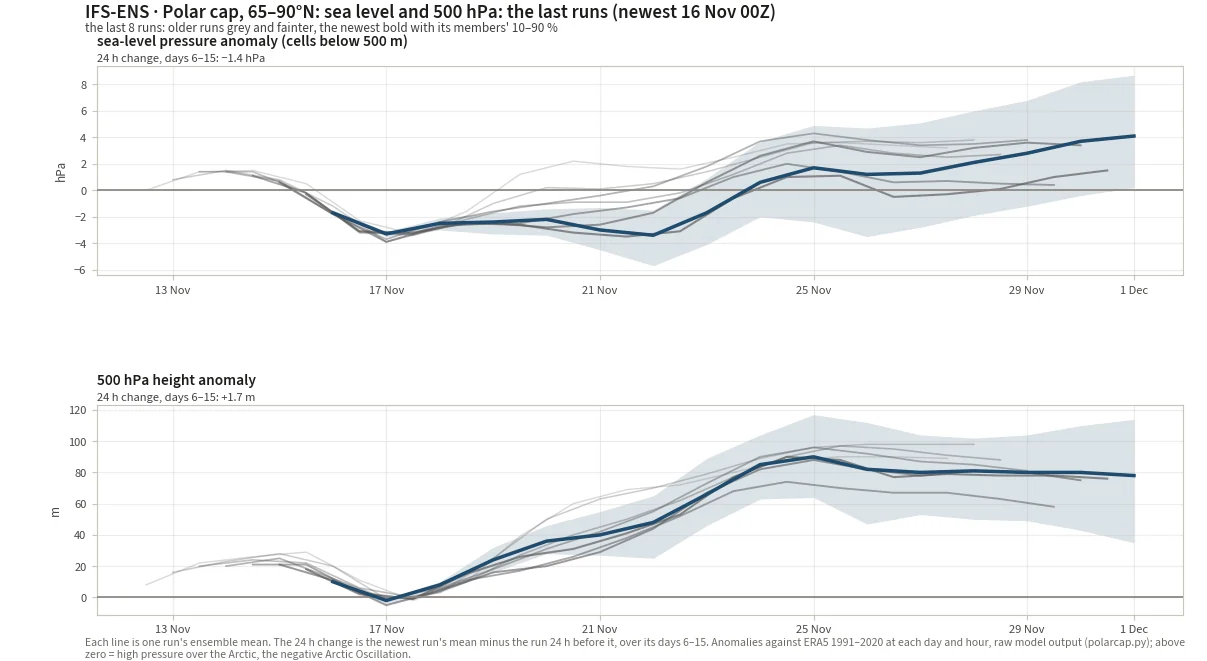 IFS-ENS · Polar cap, 65–90°N: sea level and 500 hPa: the last runs (newest 16 Nov 00Z)
the last 8 runs: older runs grey and fainter, the newest bold with its members' 10–90 %
sea-level pressure anomaly (cells below 500 m)
24 h change, days 6–15: −1.4 hPa
8
6
4
2
0
−2
−4
−6
hPa
13 Nov
17 Nov
21 Nov
25 Nov
29 Nov
1 Dec
500 hPa height anomaly
24 h change, days 6–15: +1.7 m
120
100
80
60
40
20
0
m
13 Nov
17 Nov
21 Nov
25 Nov
29 Nov
1 Dec
Each line is one run's ensemble mean. The 24 h change is the newest run's mean minus the run 24 h before it, over its days 6–15. Anomalies against ERA5 1991–2020 at each day and hour, raw model output (polarcap.py); above
zero = high pressure over the Arctic, the negative Arctic Oscillation.